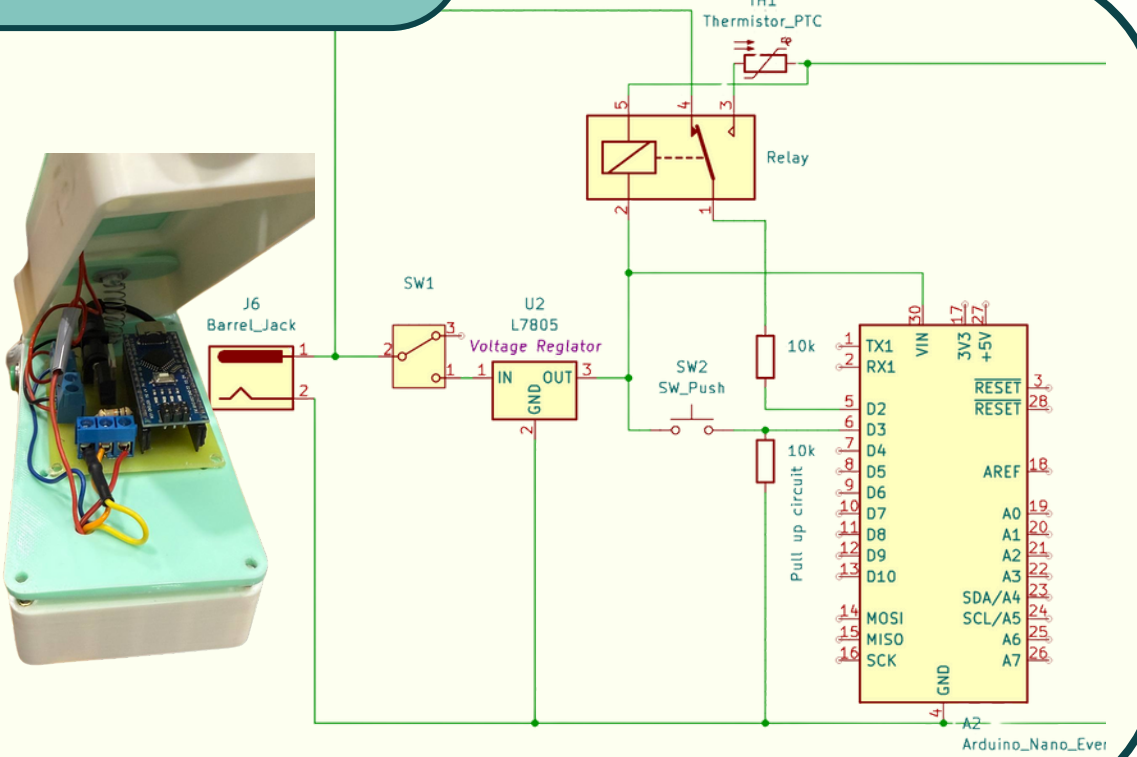 TH1
Thermistor_PTC
5
4
3
Relay
2
1
J6
Barrel_Jack
1
2
SW1
3
2
1
U2
L7805
Voltage Reglator
1
IN
OUT
3
GND
2
SW2
SW_Push
10k
10k
Pull up circuit
30
17
27
VIN
3V3
+5V
1
TX1
2
RX1
RESET
3
RESET
28
5
D2
6
D3
7
D4
8
D5
AREF
18
9
D6
10
D7
A0
19
11
D8
A1
20
12
D9
A2
21
13
D10
A3
22
SDA/A4
23
14
MOSI
SCL/A5
24
15
MISO
A6
25
16
SCK
A7
26
GND
4
A2
Arduino_Nano_Ever